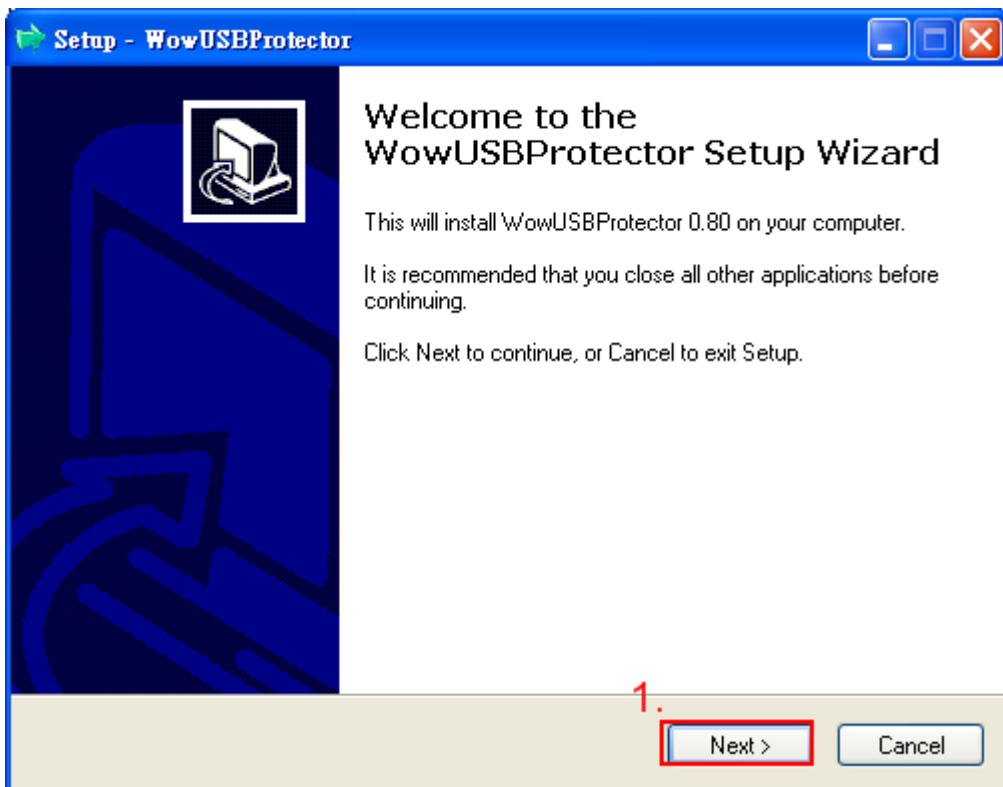 Setup - WowUSBProtector
Welcome to the
WowUSBProtector Setup Wizard
This will install WowUSBProtector 0.80 on your computer.
It is recommended that you close all other applications before
continuing.
Click Next to continue, or Cancel to exit Setup.
1.
Next >
Cancel